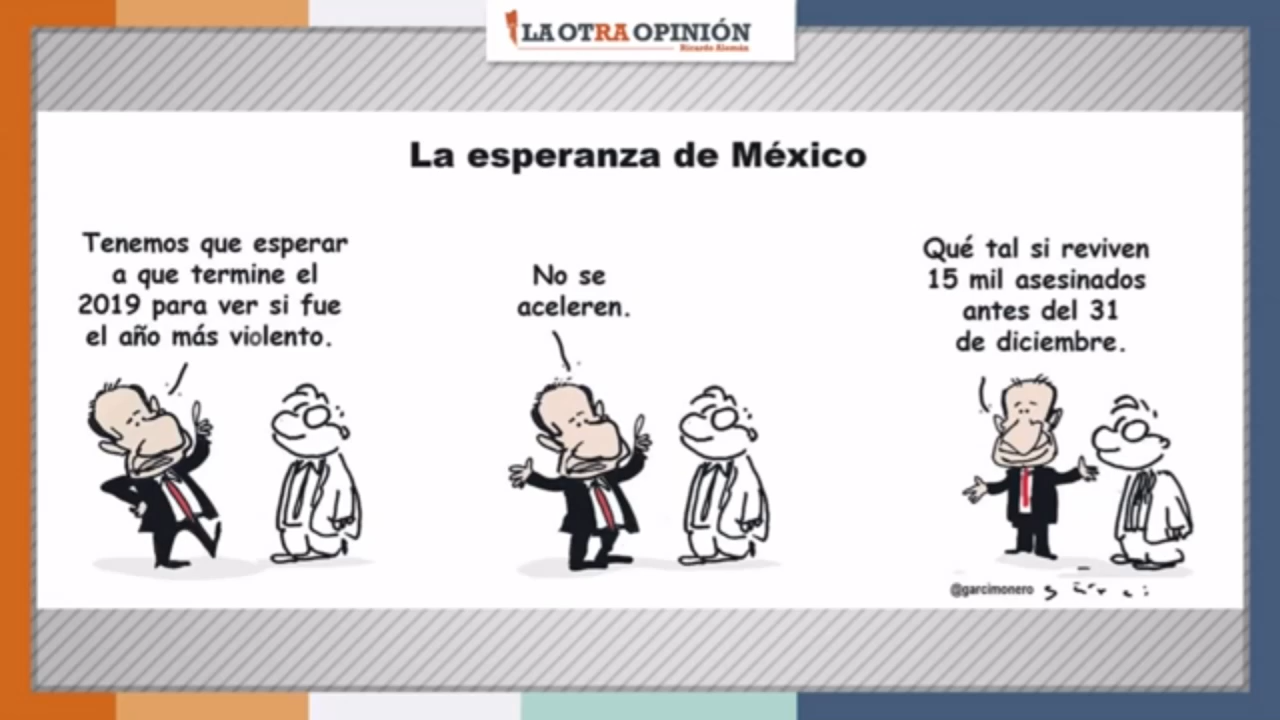 LA OTRA OPINIÓN
Ricardo Alemán
La esperanza de México
Tenemos que esperar
a que termine el
2019 para ver si fue
el año más violento.
No se
aceleren.
Qué tal si reviven
15 mil asesinados
antes del 31
de diciembre.
@garcimonero